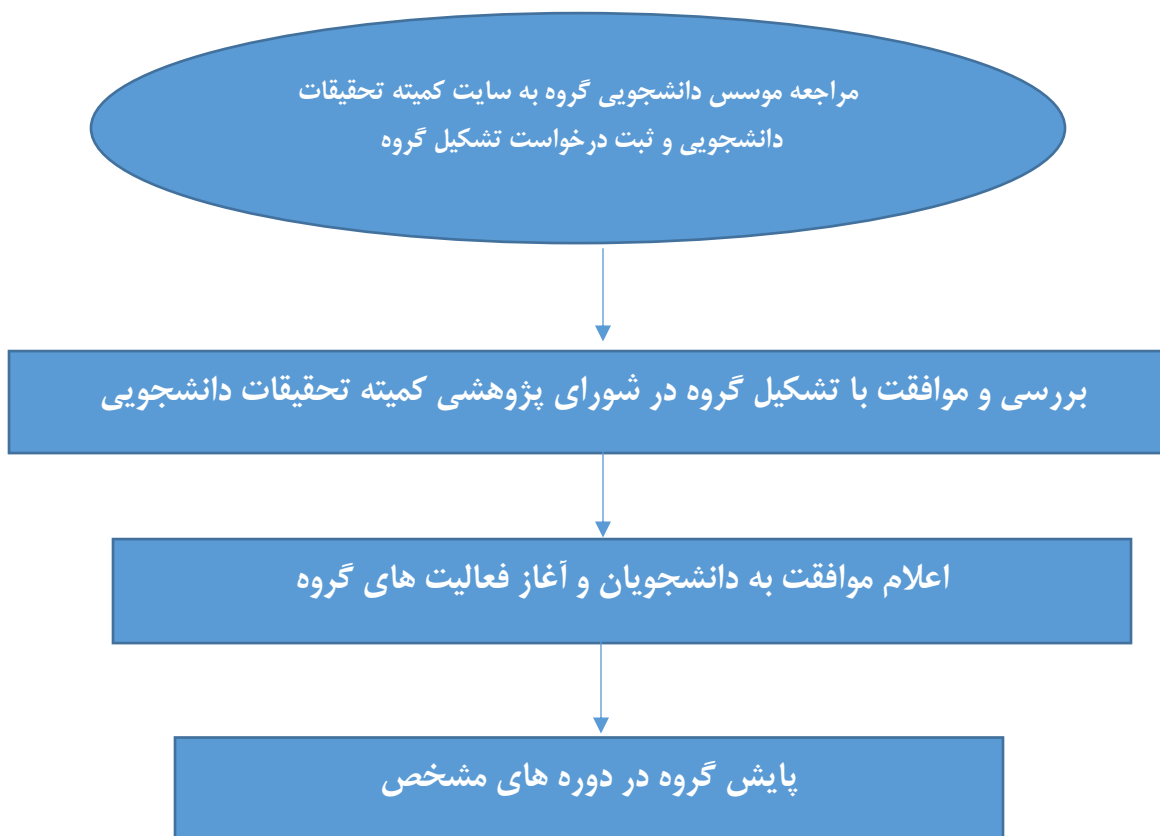 مراجعه موسس دانشجویی گروه به سایت کمیته تحقیقات
دانشجویی و ثبت درخواست تشکیل گروه
بررسی و موافقت با تشکیل گروه در شورای پژوهشی کمیته تحقیقات دانشجویی
اعلام موافقت به دانشجویان و آغاز فعالیت های گروه
پایش گروه در دوره های مشخص